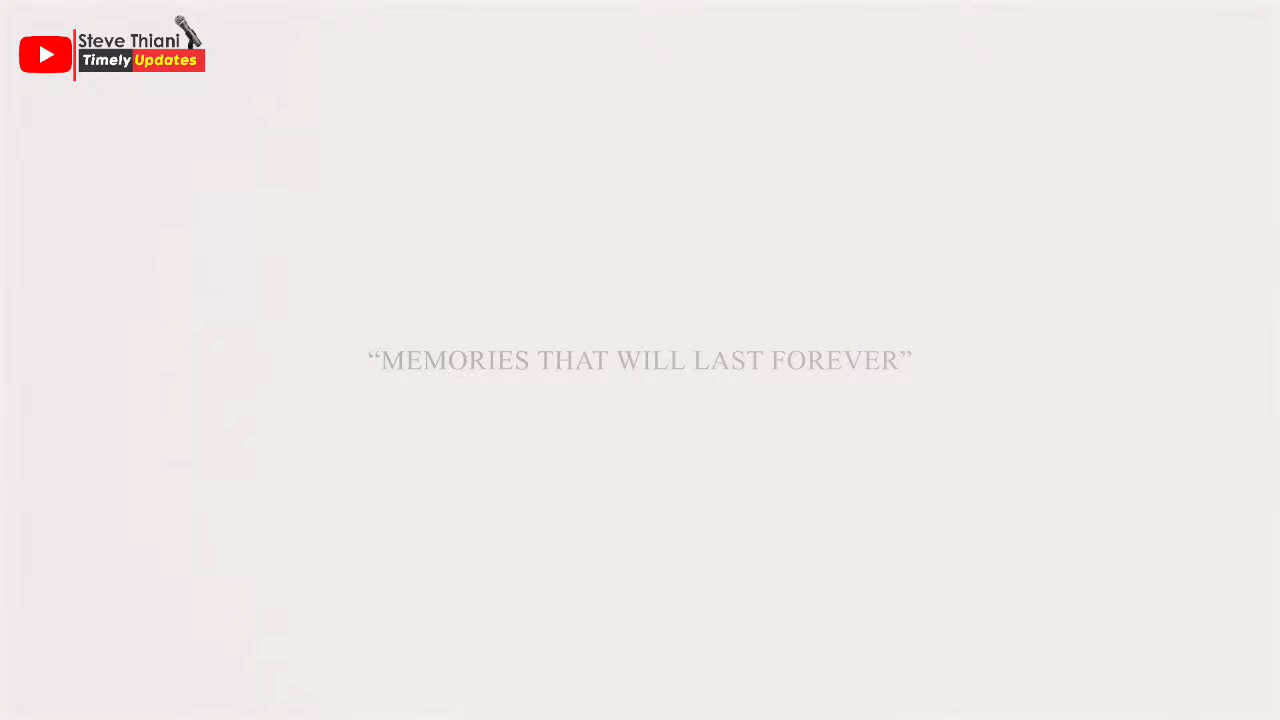 Steve Thiani
Timely Updates
“MEMORIES THAT WILL LAST FOREVER”